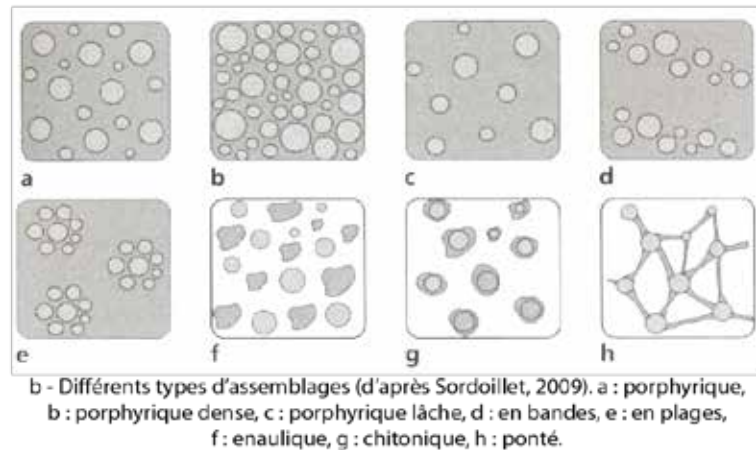 a b c d
e f g h
b - Différents types d'assemblages (d'après Sordoillet, 2009). a : porphyrique,
b : porphyrique dense, c : porphyrique lâche, d : en bandes, e : en plages,
f : enaulique, g : chitonique, h : ponté.